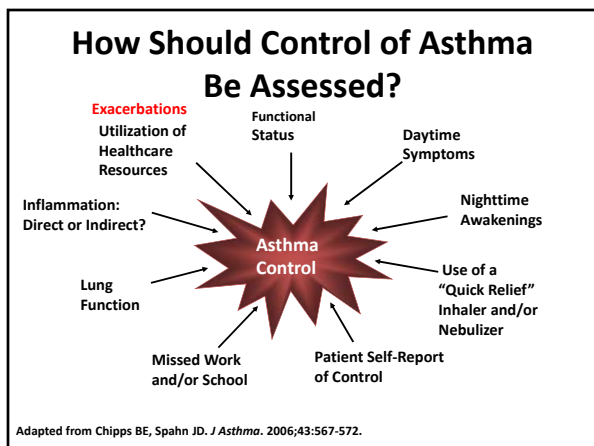 How Should Control of Asthma
Be Assessed?
Exacerbations
Utilization of
Healthcare
Resources
Functional
Status
Daytime
Symptoms
Inflammation:
Direct or Indirect?
Nighttime
Awakenings
Asthma
Control
Lung
Function
Use of a
“Quick Relief”
Inhaler and/or
Nebulizer
Missed Work
and/or School
Patient Self-Report
of Control
Adapted from Chipps BE, Spahn JD. J Asthma. 2006;43:567-572.